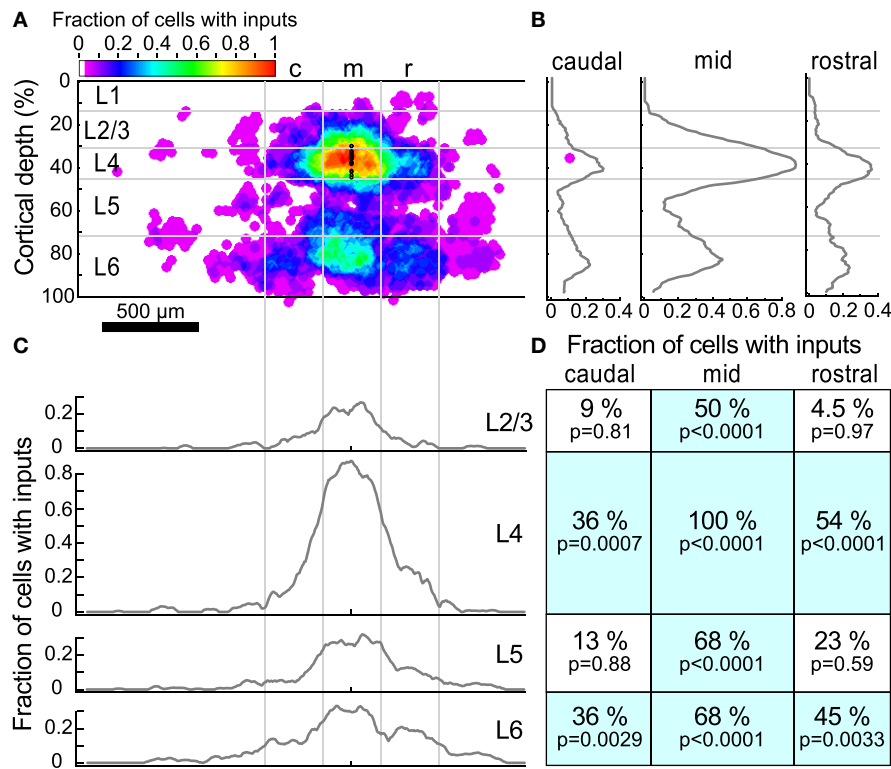 A
Fraction of cells with inputs
0 0.2 0.4 0.6 0.8 1
c m r
Cortical depth (%)
0
20
40
60
80
100
L1
L2/3
L4
L5
L6
500 µm
B
caudal mid rostral
0 0.2 0.4
0 0.2 0.4 0.6 0.8
0 0.2 0.4
C
Fraction of cells with inputs
0.2
0
L2/3
0.8
0.6
0.4
0.2
0
L4
0.2
0
L5
0.2
0
L6
D Fraction of cells with inputs
caudal mid rostral
9 % 50 % 4.5 %
p=0.81 p<0.0001 p=0.97
36 % 100 % 54 %
p=0.0007 p<0.0001 p<0.0001
13 % 68 % 23 %
p=0.88 p<0.0001 p=0.59
36 % 68 % 45 %
p=0.0029 p<0.0001 p=0.0033